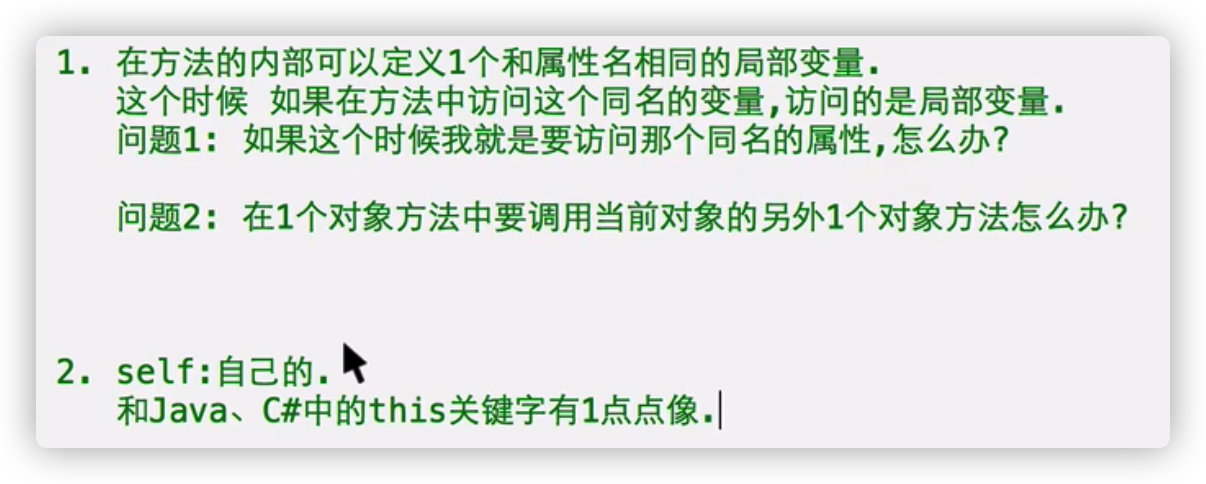 1. 在方法的内部可以定义1个和属性名相同的局部变量.
这个时候 如果在方法中访问这个同名的变量,访问的是局部变量.
问题1: 如果这个时候我就是要访问那个同名的属性,怎么办?
问题2: 在1个对象方法中要调用当前对象的另外1个对象方法怎么办?
2. self:自己的.
和Java、C#中的this关键字有1点点像.